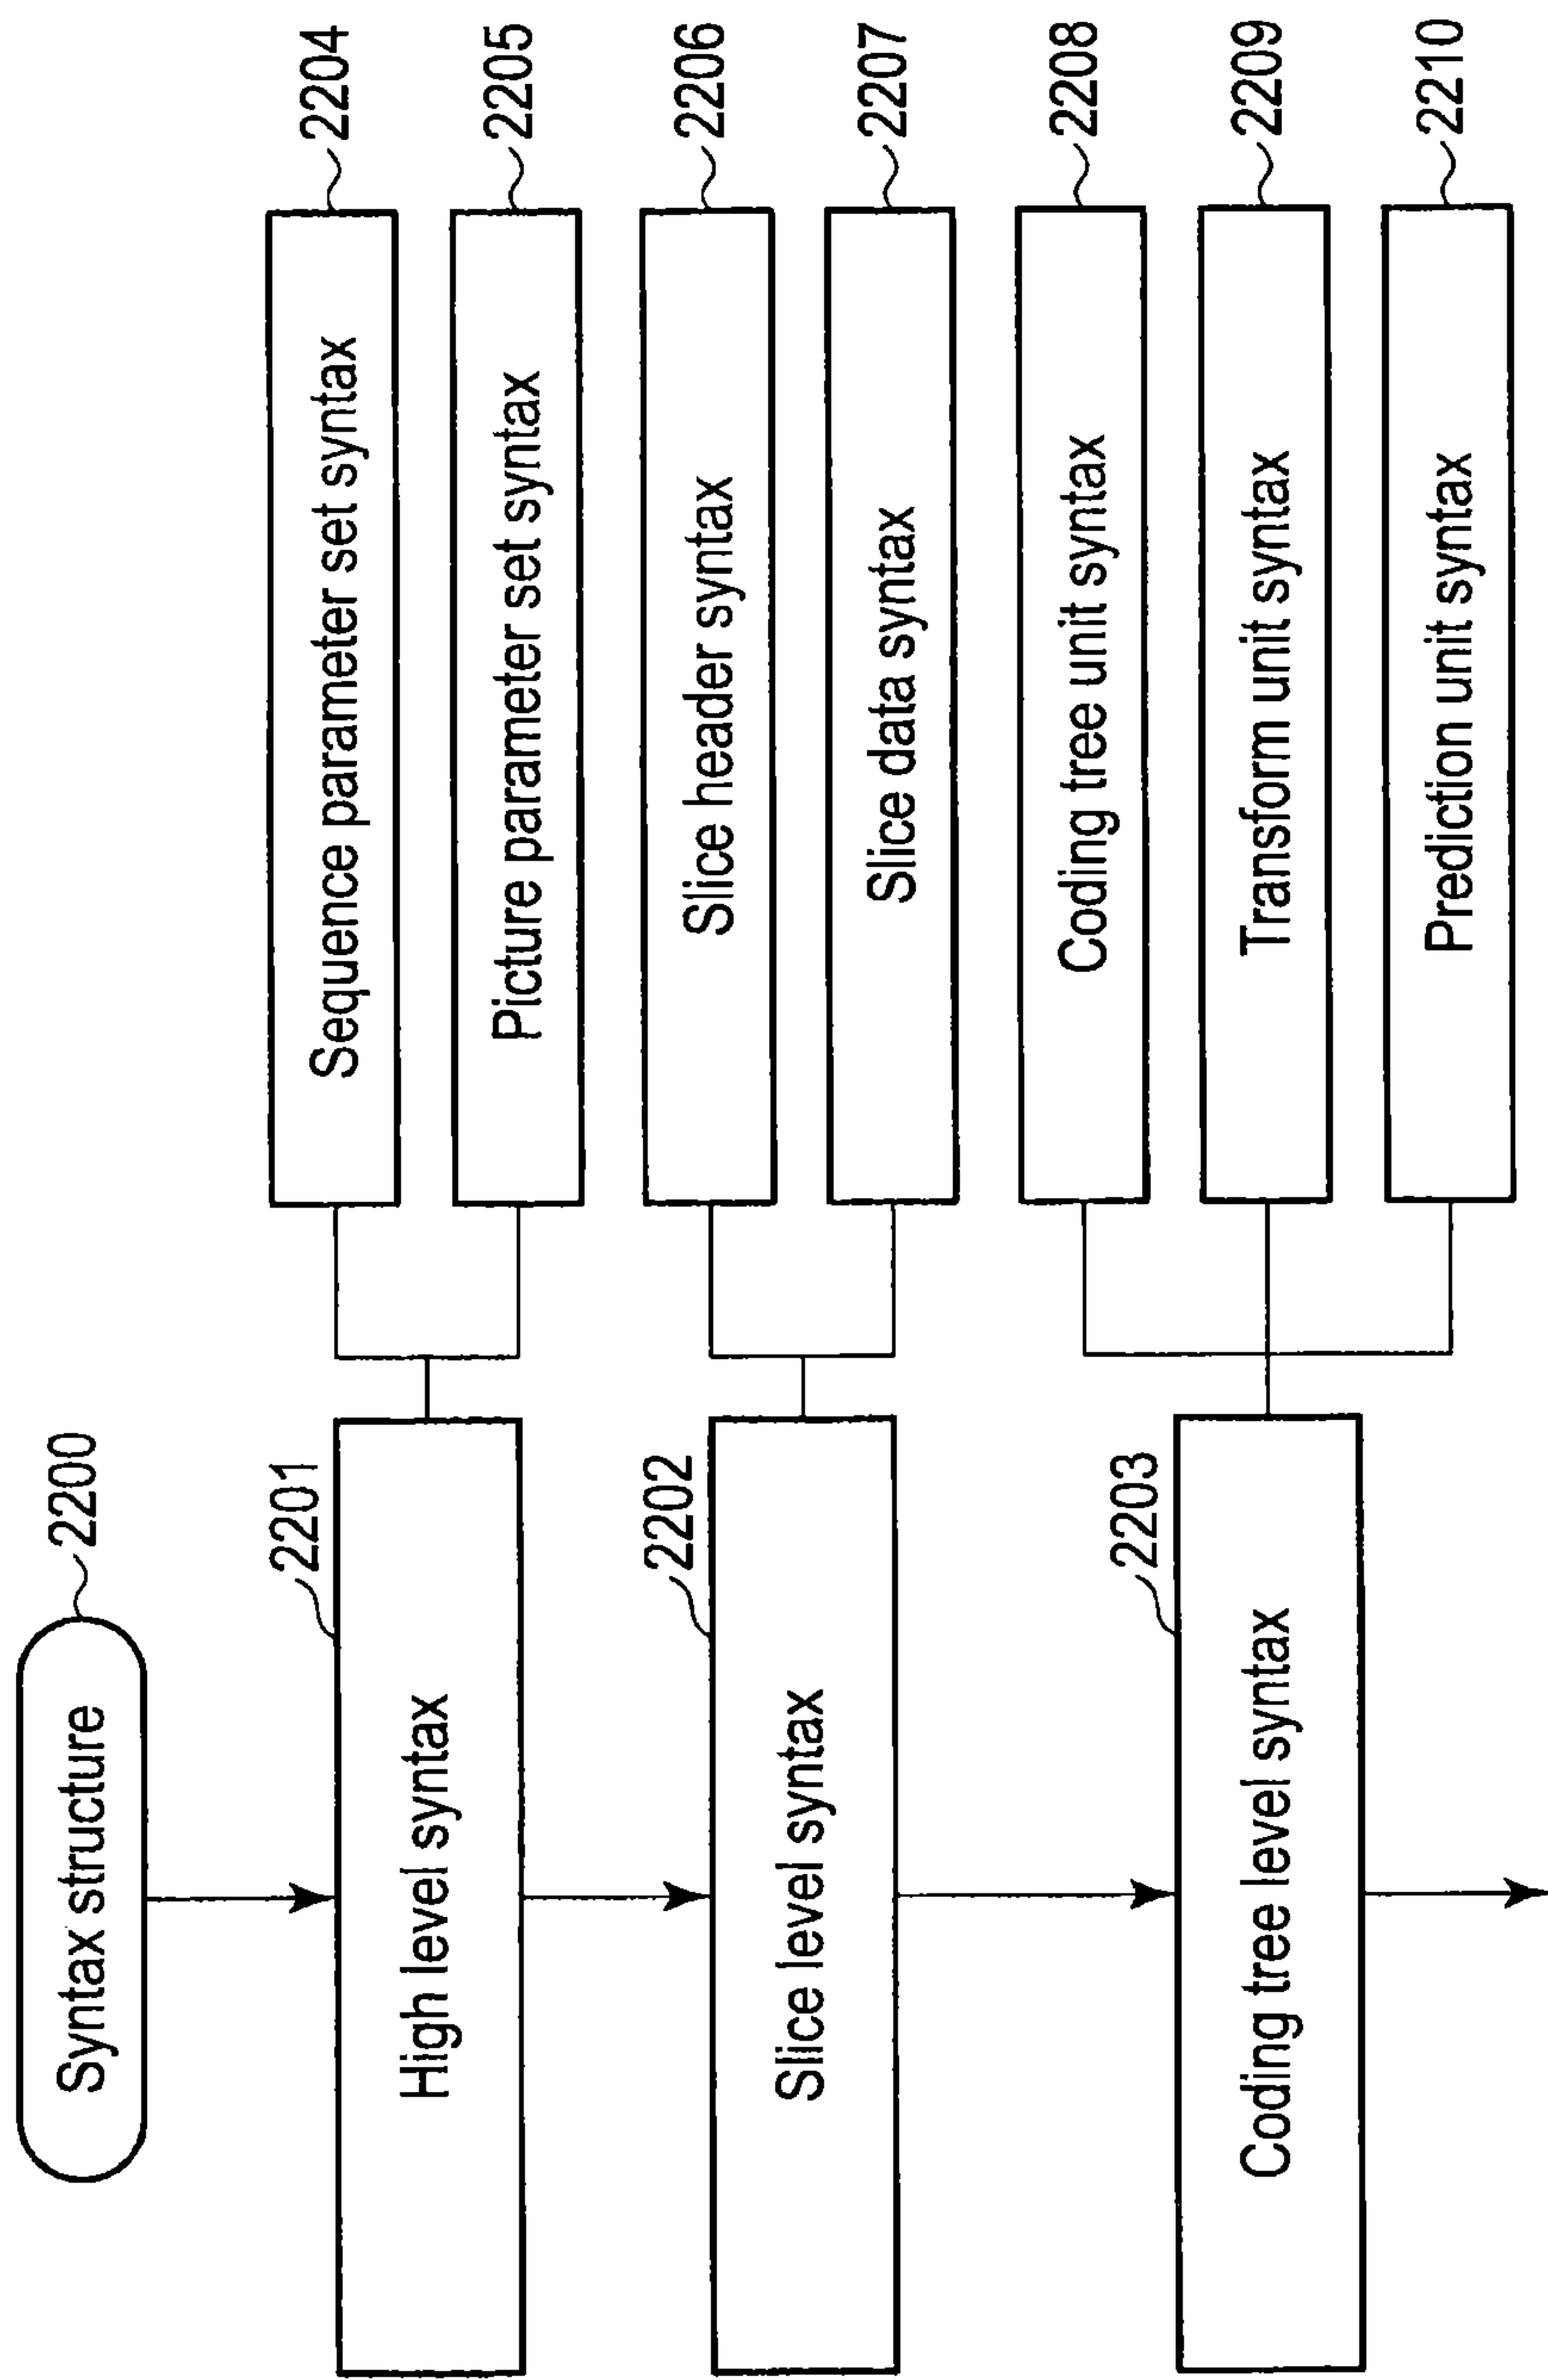 Syntax structure
2200
2201
High level syntax
Sequence parameter set syntax
2204
Picture parameter set syntax
2205
2202
Slice level syntax
Slice header syntax
2206
Slice data syntax
2207
2203
Coding tree level syntax
Coding tree unit syntax
2208
Transform unit syntax
2209
Prediction unit syntax
2210